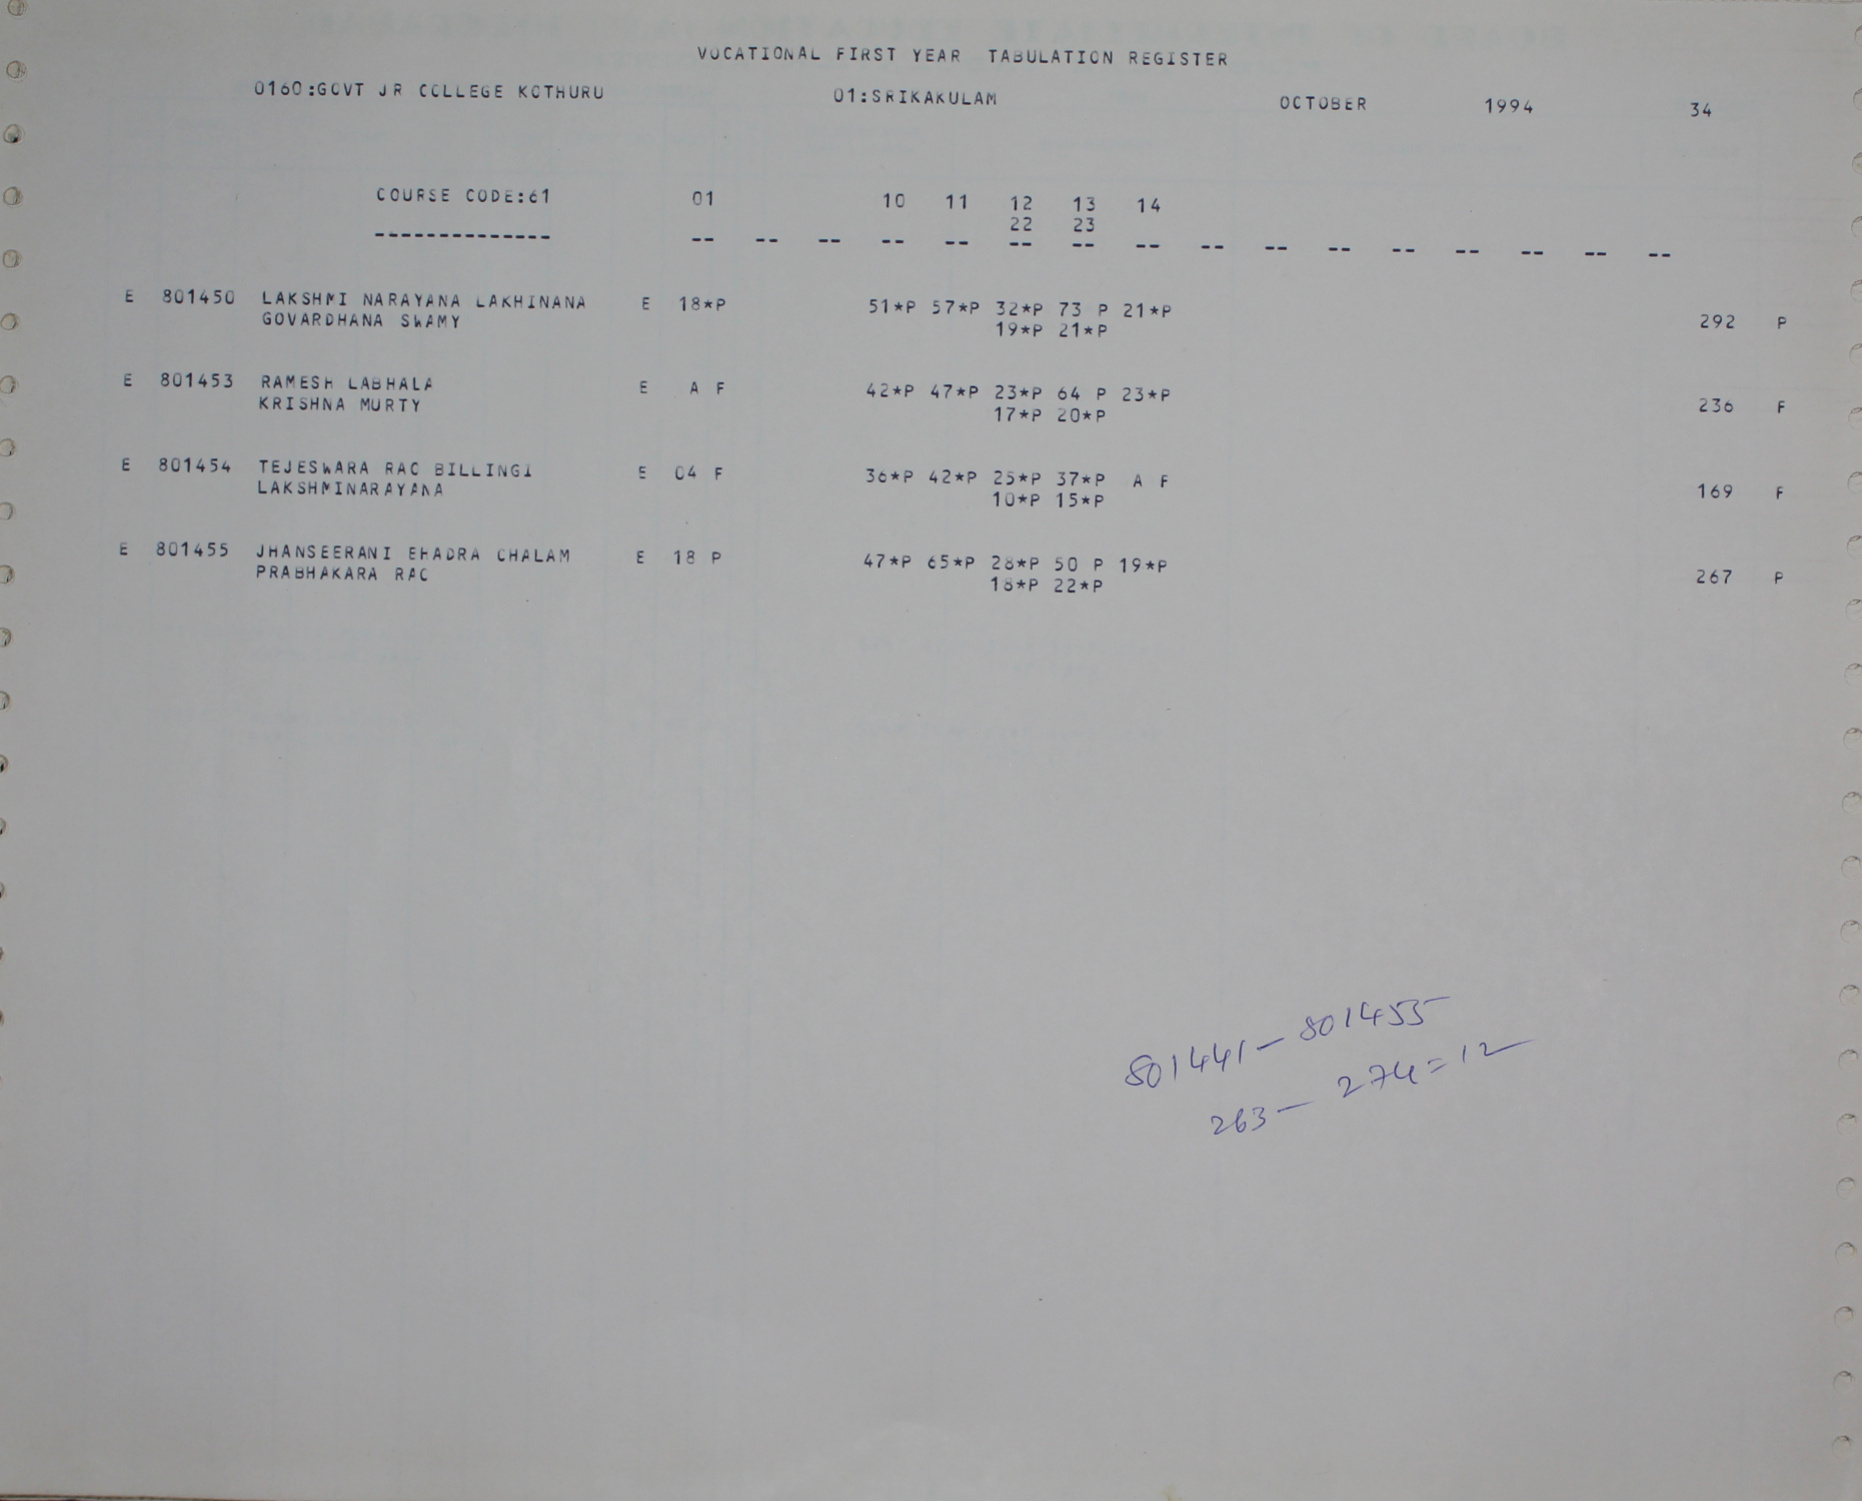 VOCATIONAL FIRST YEAR TABULATION REGISTER
0160:GOVT JR COLLEGE KOTHURU 01:SRIKAKULAM OCTOBER 1994 34
COURSE CODE:61 01 10 11 12 13 14
22 23
-------------- -- -- -- -- -- -- -- -- -- -- -- -- -- -- -- --
E 801450 LAKSHMI NARAYANA LAKHINANA E 18*P 51*P 57*P 32*P 73 P 21*P
GOVARDHANA SWAMY 19*P 21*P 292 P
E 801453 RAMESH LABHALA E A F 42*P 47*P 23*P 64 P 23*P
KRISHNA MURTY 17*P 20*P 236 F
E 801454 TEJESWARA RAO BILLINGI E 04 F 36*P 42*P 25*P 37*P A F
LAKSHMINARAYANA 10*P 15*P 169 F
E 801455 JHANSEERANI BHADRA CHALAM E 18 P 47*P 65*P 28*P 50 P 19*P
PRABHAKARA RAO 18*P 22*P 267 P
801441 - 801455
263 - 274 = 12